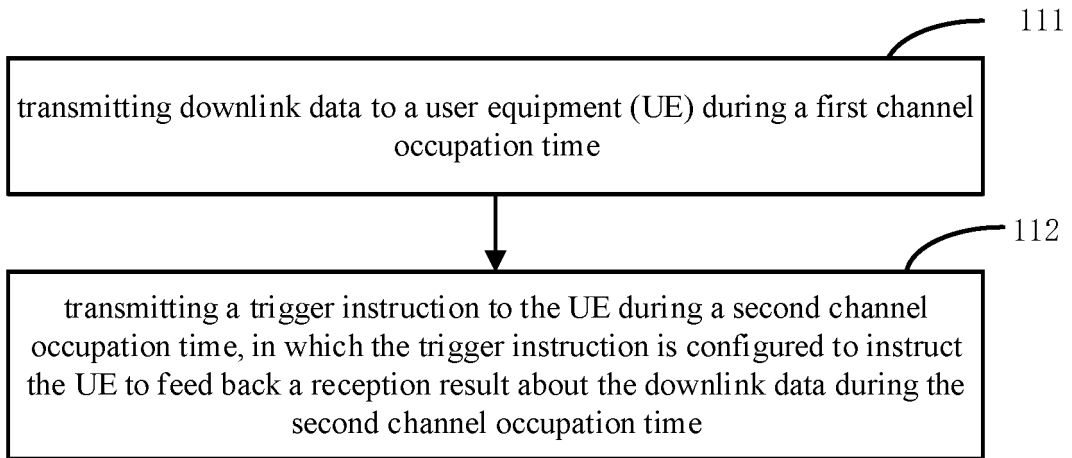 111
transmitting downlink data to a user equipment (UE) during a first channel
occupation time
112
transmitting a trigger instruction to the UE during a second channel
occupation time, in which the trigger instruction is configured to instruct
the UE to feed back a reception result about the downlink data during the
second channel occupation time